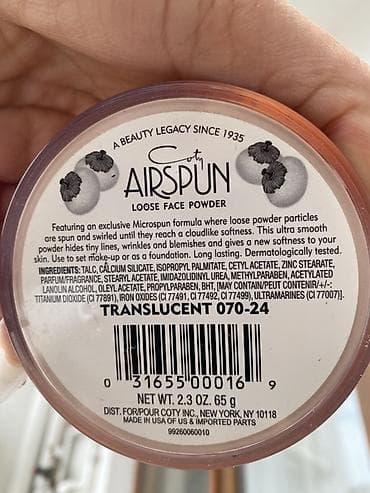 A BEAUTY LEGACY SINCE 1935
Coty
AIRSPUN
LOOSE FACE POWDER
Featuring an exclusive Microspun formula where loose powder particles
are spun and swirled until they reach a cloudlike softness. This ultra smooth
powder hides tiny lines, wrinkles and blemishes and gives a new softness to your
skin. Use to set make-up or as a foundation. Long lasting. Dermatologically tested.
INGREDIENTS: TALC, CALCIUM SILICATE, ISOPROPYL PALMITATE, CETYL ACETATE, ZINC STEARATE,
PARFUM/FRAGRANCE, STEARYL ACETATE, IMIDAZOLIDINYL UREA, METHYLPARABEN, ACETYLATED
LANOLIN ALCOHOL, OLEYL ACETATE, PROPYLPARABEN, BHT, [MAY CONTAIN/PEUT CONTENIR/+/-:
TITANIUM DIOXIDE (CI 77891), IRON OXIDES (CI 77491, CI 77492, CI 77499), ULTRAMARINES (CI 77007)].
TRANSLUCENT 070-24
0 31655 00016 9
NET WT. 2.3 OZ. 65 g
DIST. FOR/POUR COTY INC., NEW YORK, NY 10118
MADE IN USA OF US & IMPORTED PARTS
99260060010